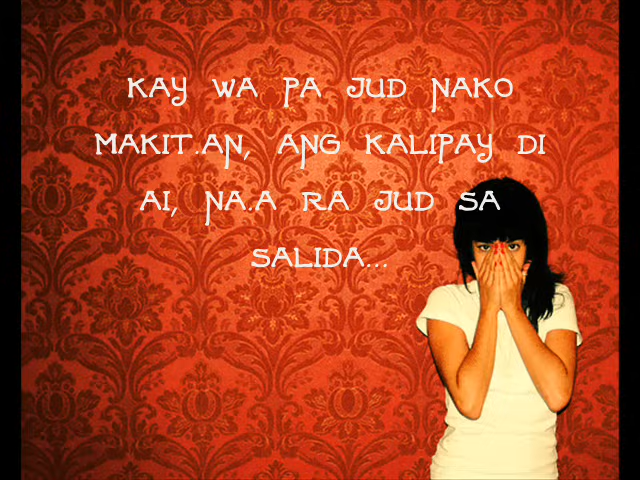 KAY WA PA JUD NAKO
MAKIT.AN, ANG KALIPAY DI
AI, NA.A RA JUD SA
SALIDA...